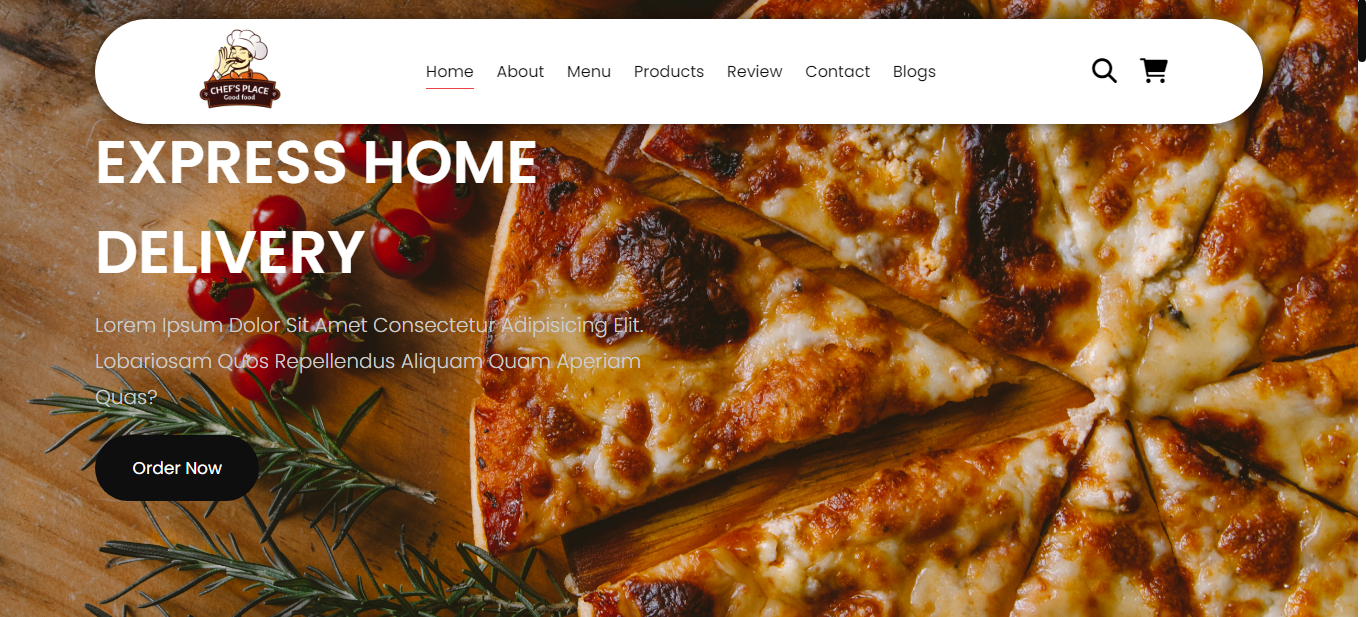 CHEF'S PLACE
Good food
Home About Menu Products Review Contact Blogs
EXPRESS HOME
DELIVERY
Lorem Ipsum Dolor Sit Amet Consectetur Adipisicing Elit.
Lobariosam Quos Repellendus Aliquam Quam Aperiam
Quas?
Order Now